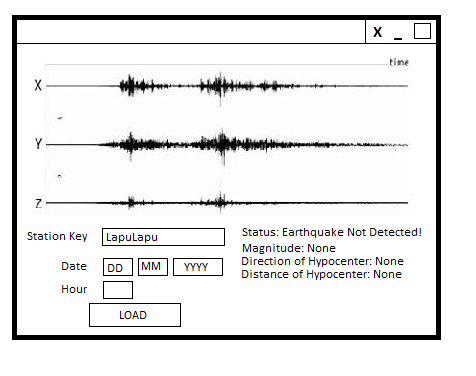 X _
time
X
Y
Z
Station Key LapuLapu
Date DD MM YYYY
Hour
LOAD
Status: Earthquake Not Detected!
Magnitude: None
Direction of Hypocenter: None
Distance of Hypocenter: None